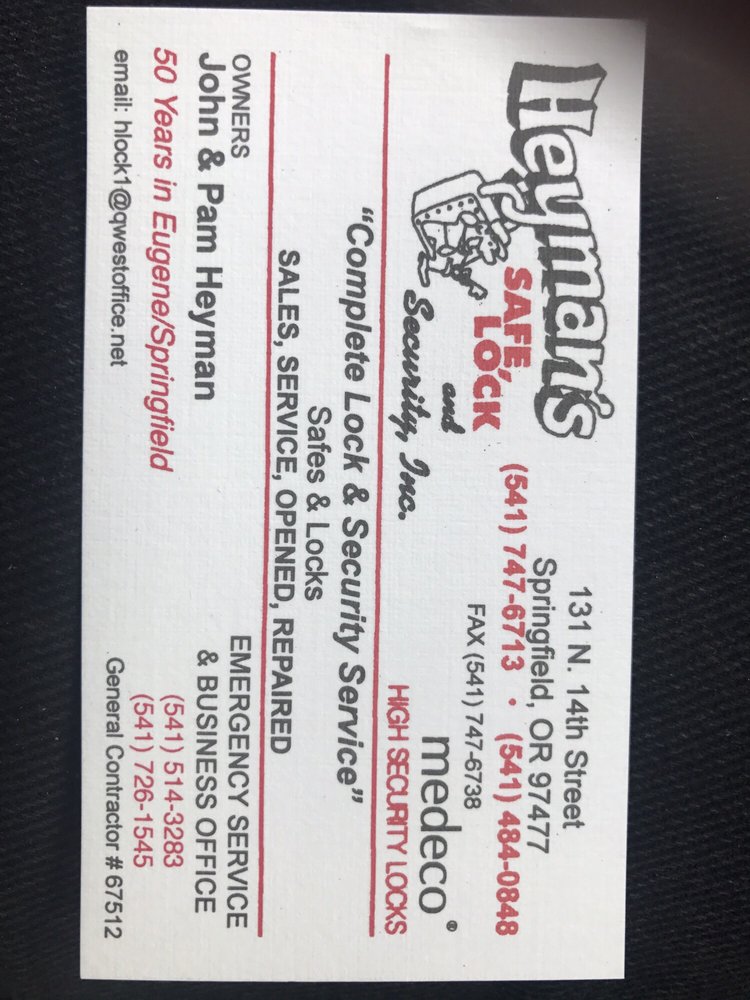 Heyman's
SAFE, LOCK
and
Security, Inc.
131 N. 14th Street
Springfield, OR 97477
(541) 747-6713 • (541) 484-0848
FAX (541) 747-6738
medeco®
HIGH SECURITY LOCKS
"Complete Lock & Security Service"
Safes & Locks
SALES, SERVICE, OPENED, REPAIRED
OWNERS
John & Pam Heyman
50 Years in Eugene/Springfield
email: hlock1@qwestoffice.net
EMERGENCY SERVICE
& BUSINESS OFFICE
(541) 514-3283
(541) 726-1545
General Contractor # 67512